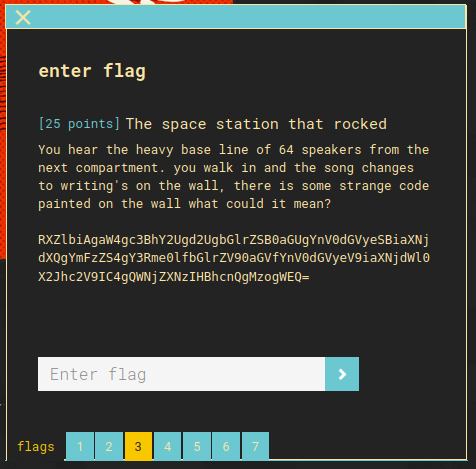 enter flag
[25 points] The space station that rocked
You hear the heavy base line of 64 speakers from the
next compartment. you walk in and the song changes
to writing's on the wall, there is some strange code
painted on the wall what could it mean?
RXZlbiAgaW4gc3BhY2Ugd2UgbGlrZSB0aGUgYnV0dGVyeSBiaXNj
dXQgYmFzZS4gY3Rme0lfbGlrZV90aGVfYnV0dGVyeV9iaXNjdWl0
X2Jhc2V9IC4gQWNjZXNzIHBhcnQgMzogWEQ=
Enter flag
flags 1 2 3 4 5 6 7